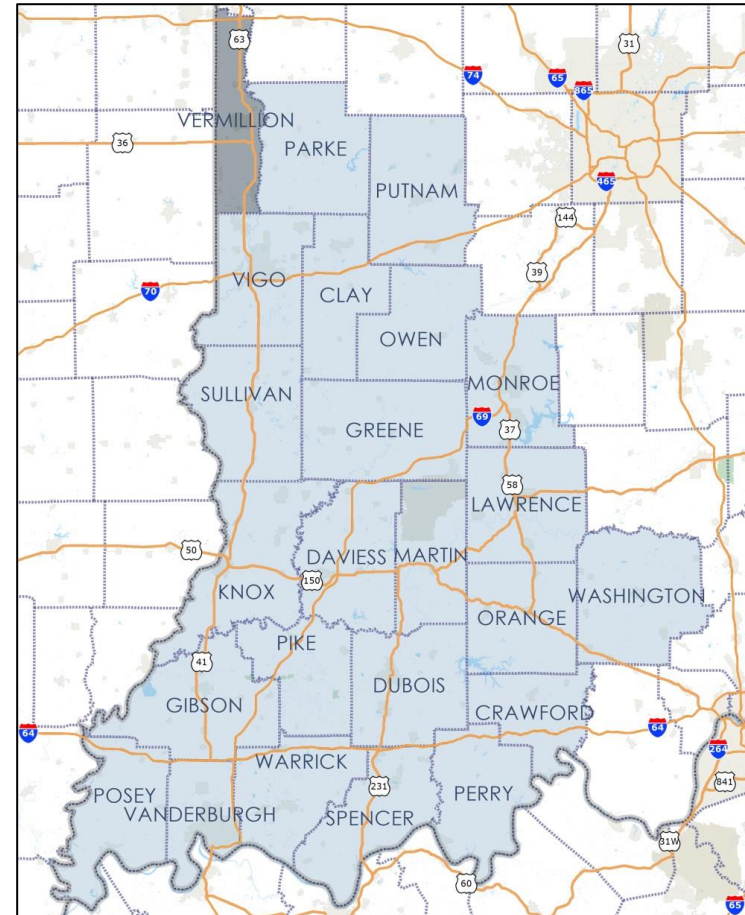 63
31
74
65
865
VERMILLION
36
PARKE
465
PUTNAM
144
39
VIGO
70
CLAY
OWEN
MONROE
SULLIVAN
69
GREENE
37
58
LAWRENCE
50
DAVIESS
MARTIN
150
KNOX
WASHINGTON
ORANGE
PIKE
41
DUBOIS
GIBSON
CRAWFORD
64
64
264
WARRICK
841
POSEY
231
PERRY
VANDERBURGH
SPENCER
31W
60
65